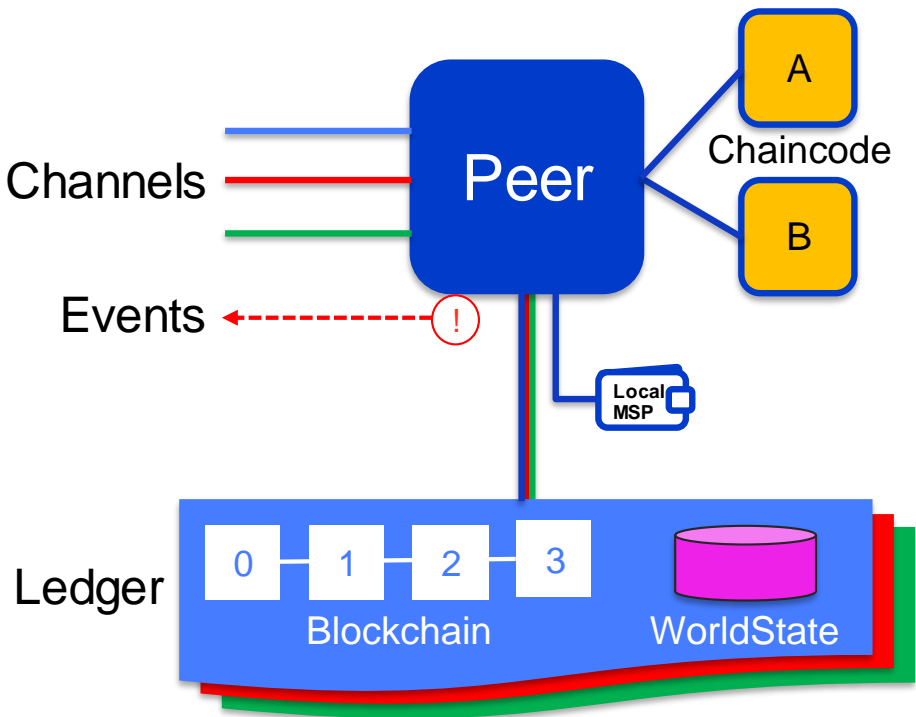 A
Chaincode
Peer
Channels
B
Events
!
Local
MSP
0
1
2
3
Ledger
Blockchain
WorldState